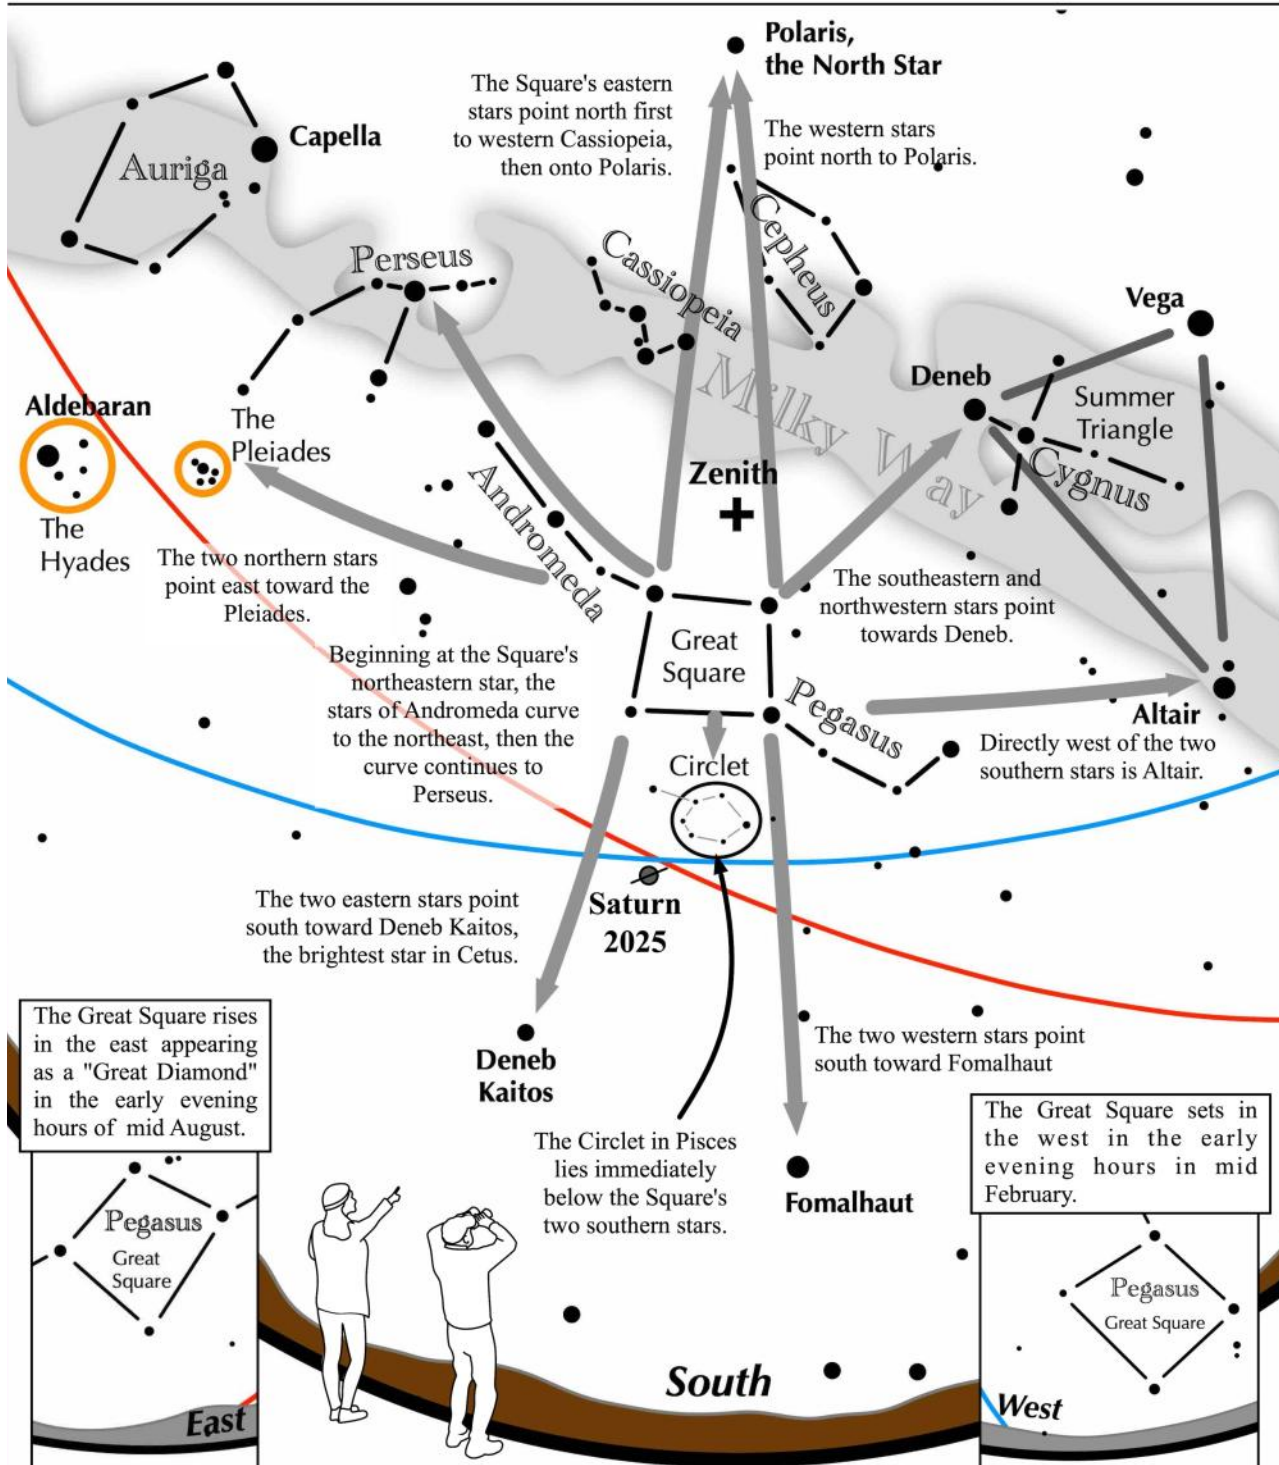 Polaris,
the North Star
The Square's eastern
stars point north first
to western Cassiopeia,
then onto Polaris.
The western stars
point north to Polaris.
Capella
Auriga
Perseus
Cassiopeia
Cepheus
Vega
Deneb
Summer
Triangle
Cygnus
Milky Way
Aldebaran
The
Pleiades
The
Hyades
Andromeda
Zenith
The two northern stars
point east toward the
Pleiades.
The southeastern and
northwestern stars point
towards Deneb.
Great
Square
Pegasus
Beginning at the Square's
northeastern star, the
stars of Andromeda curve
to the northeast, then the
curve continues to
Perseus.
Altair
Directly west of the two
southern stars is Altair.
Circlet
Saturn
2025
The two eastern stars point
south toward Deneb Kaitos,
the brightest star in Cetus.
Deneb
Kaitos
The two western stars point
south toward Fomalhaut
Fomalhaut
The Circlet in Pisces
lies immediately
below the Square's
two southern stars.
The Great Square rises
in the east appearing
as a "Great Diamond"
in the early evening
hours of mid August.
Pegasus
Great
Square
East
South
The Great Square sets in
the west in the early
evening hours in mid
February.
Pegasus
Great Square
West